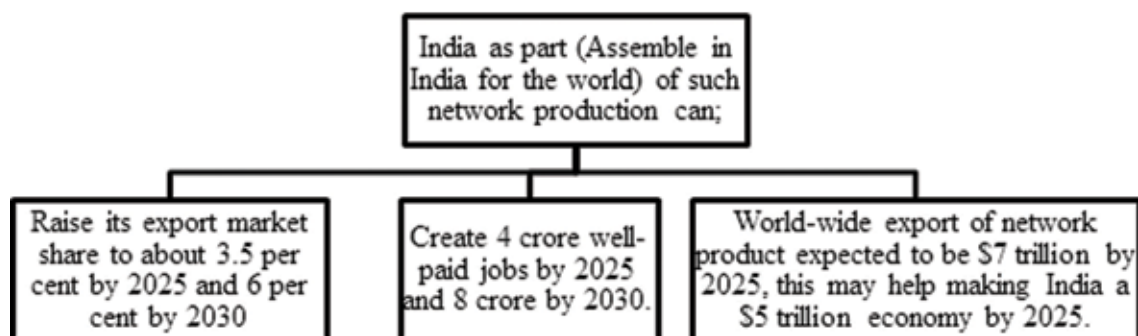 India as part (Assemble in
India for the world) of such
network production can;
Raise its export market
share to about 3.5 per
cent by 2025 and 6 per
cent by 2030
Create 4 crore well-
paid jobs by 2025
and 8 crore by 2030.
World-wide export of network
product expected to be $7 trillion by
2025, this may help making India a
$5 trillion economy by 2025.